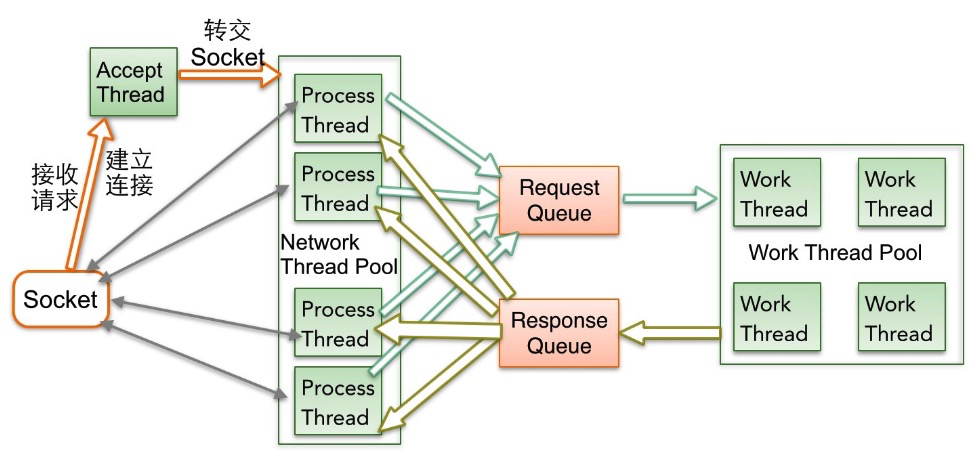 转交
Socket
Accept
Thread
接收
请求
建立
连接
Socket
Process
Thread
Process
Thread
Network
Thread Pool
Process
Thread
Process
Thread
Request
Queue
Response
Queue
Work
Thread
Work
Thread
Work Thread Pool
Work
Thread
Work
Thread